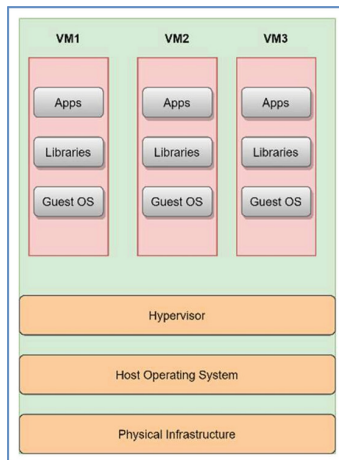 VM1 VM2 VM3
Apps Apps Apps
Libraries Libraries Libraries
Guest OS Guest OS Guest OS
Hypervisor
Host Operating System
Physical Infrastructure